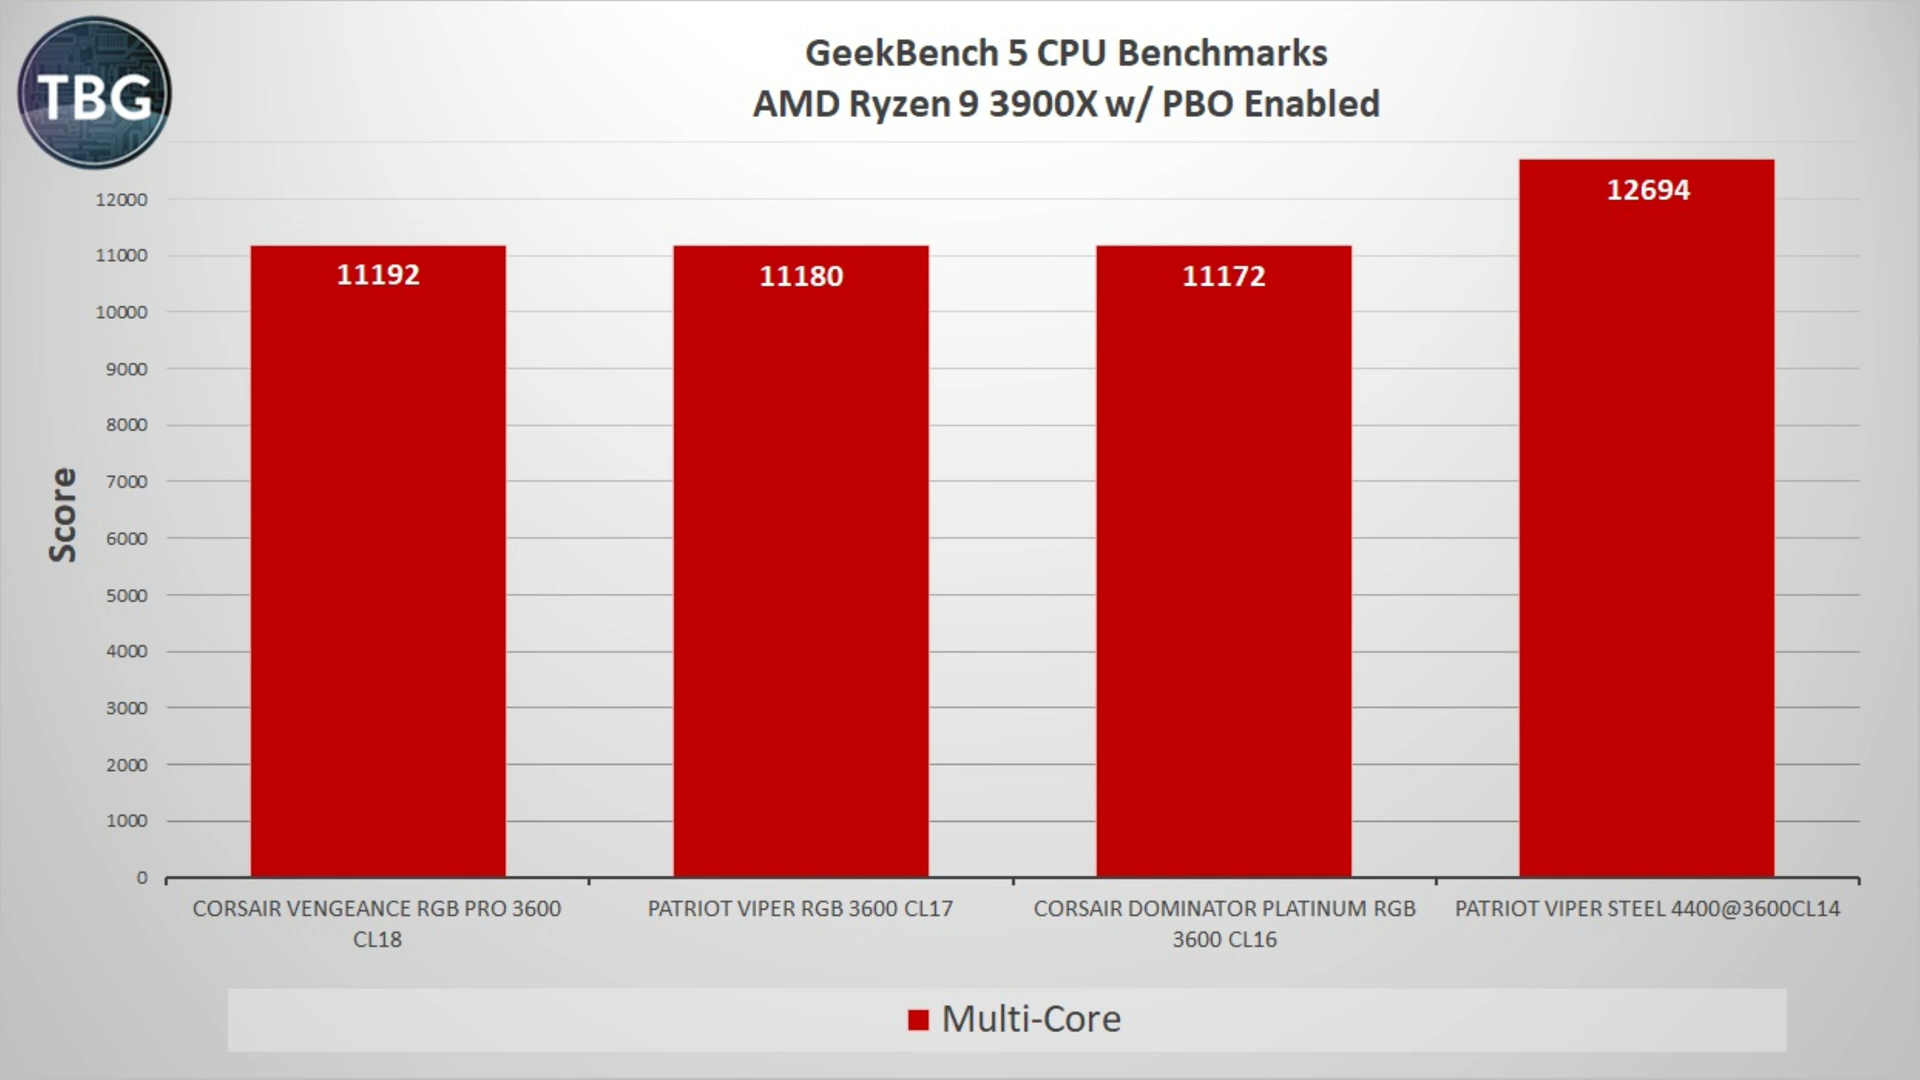 TBG
GeekBench 5 CPU Benchmarks
AMD Ryzen 9 3900X w/ PBO Enabled
Score
12000
11000
10000
9000
8000
7000
6000
5000
4000
3000
2000
1000
0
11192
11180
11172
12694
CORSAIR VENGEANCE RGB PRO 3600
CL18
PATRIOT VIPER RGB 3600 CL17
CORSAIR DOMINATOR PLATINUM RGB
3600 CL16
PATRIOT VIPER STEEL 4400@3600CL14
Multi-Core